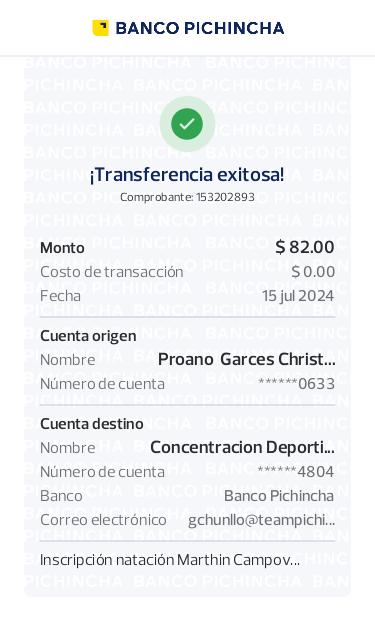 BANCO PICHINCHA
¡Transferencia exitosa!
Comprobante: 153202893
Monto $ 82.00
Costo de transacción $ 0.00
Fecha 15 jul 2024
Cuenta origen
Nombre Proano Garces Christ...
Número de cuenta ******0633
Cuenta destino
Nombre Concentracion Deporti...
Número de cuenta ******4804
Banco Banco Pichincha
Correo electrónico gchunllo@teampichi...
Inscripción natación Marthin Campov...